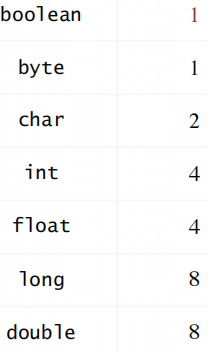 boolean 1
byte 1
char 2
int 4
float 4
long 8
double 8